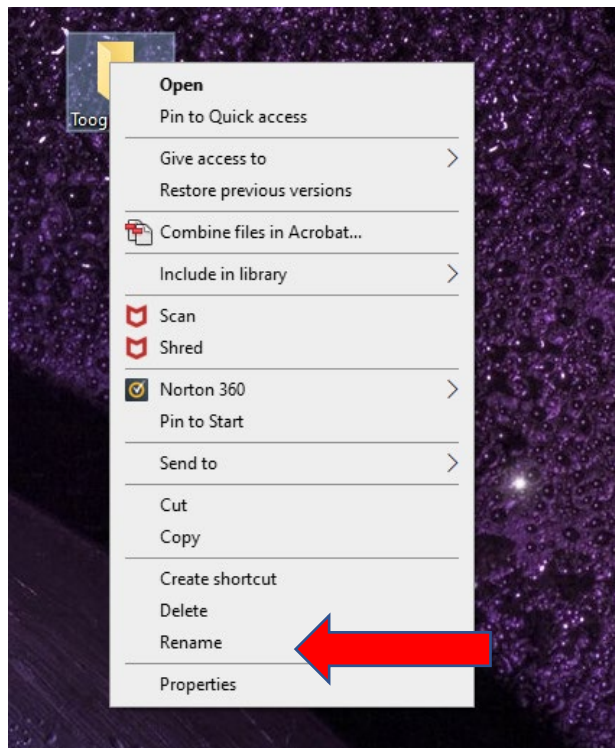 Toog
Open
Pin to Quick access
Give access to
Restore previous versions
Combine files in Acrobat...
Include in library
Scan
Shred
Norton 360
Pin to Start
Send to
Cut
Copy
Create shortcut
Delete
Rename
Properties